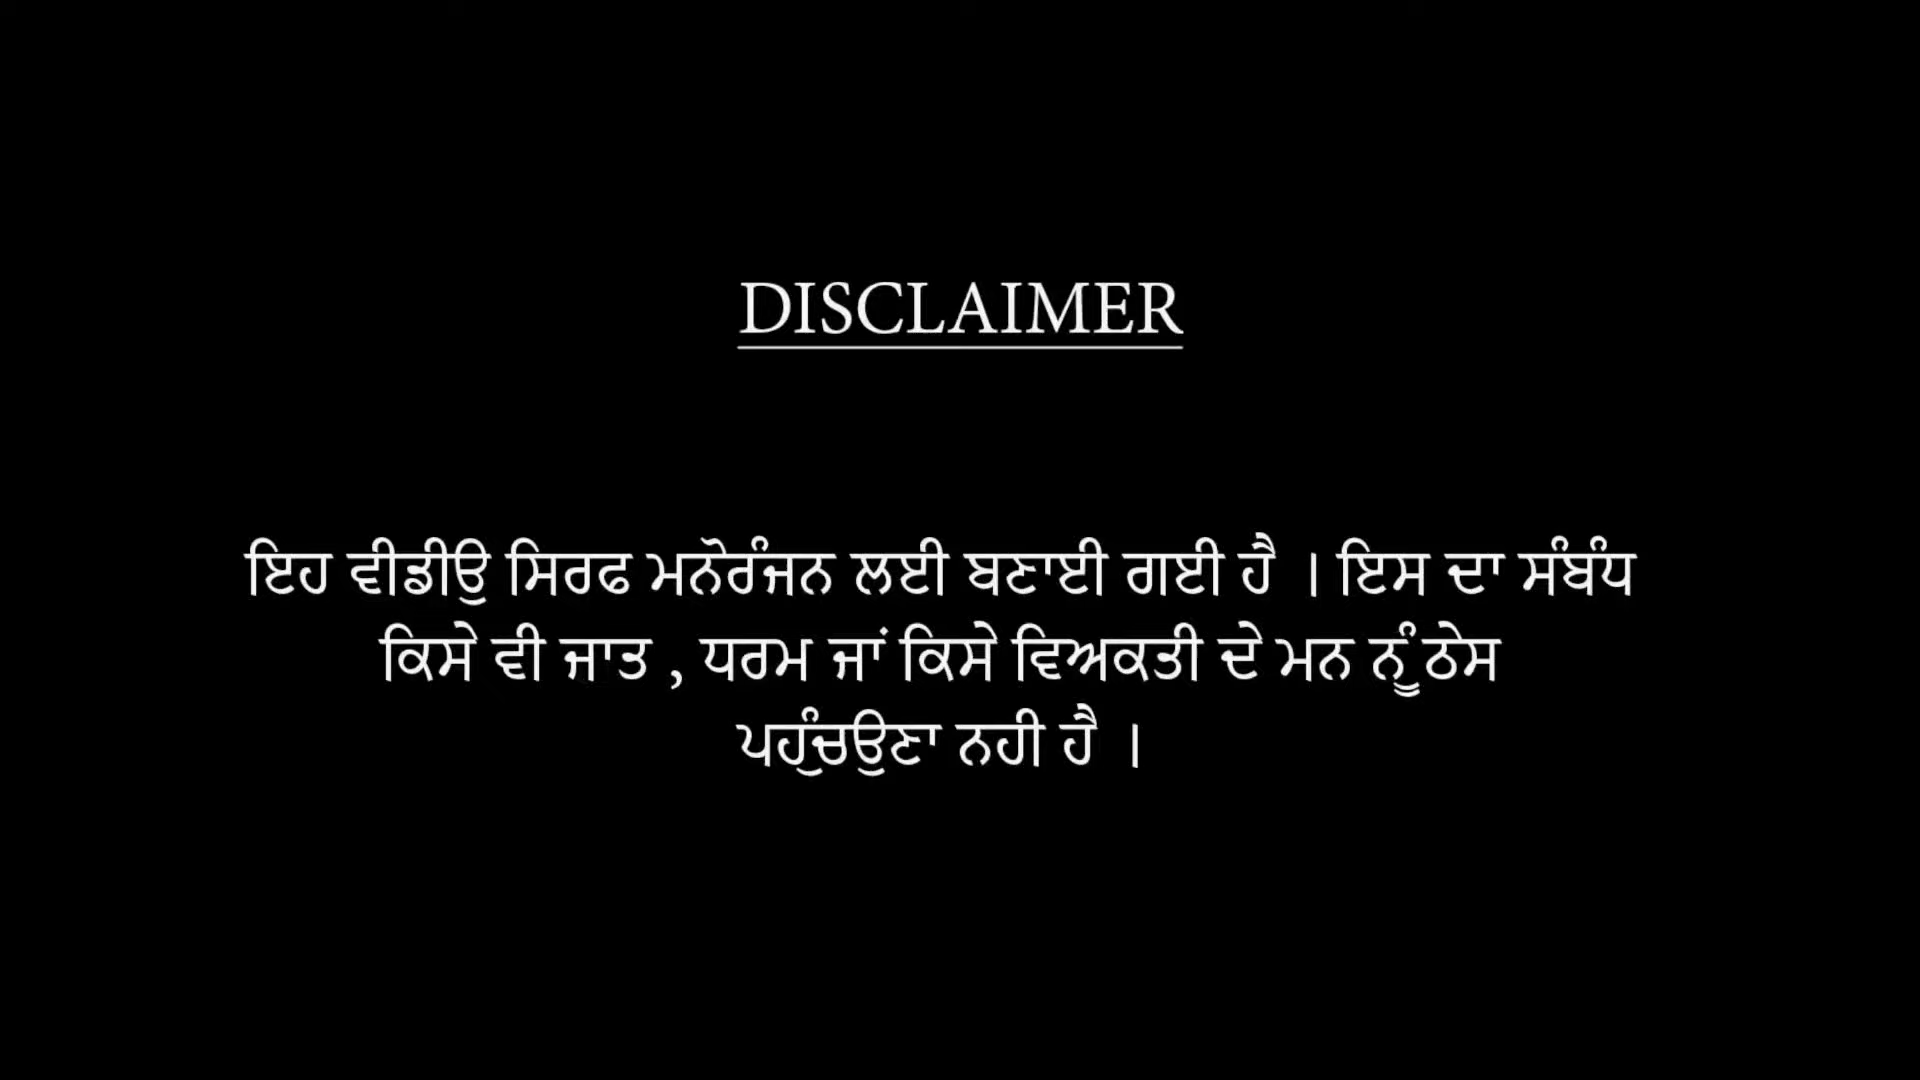 DISCLAIMER
ਇਹ ਵੀਡੀਉ ਸਿਰਫ ਮਨੋਰੰਜਨ ਲਈ ਬਣਾਈ ਗਈ ਹੈ । ਇਸ ਦਾ ਸੰਬੰਧ
ਕਿਸੇ ਵੀ ਜਾਤ , ਧਰਮ ਜਾਂ ਕਿਸੇ ਵਿਅਕਤੀ ਦੇ ਮਨ ਨੂੰ ਠੇਸ
ਪਹੁੰਚਉਣਾ ਨਹੀ ਹੈ ।